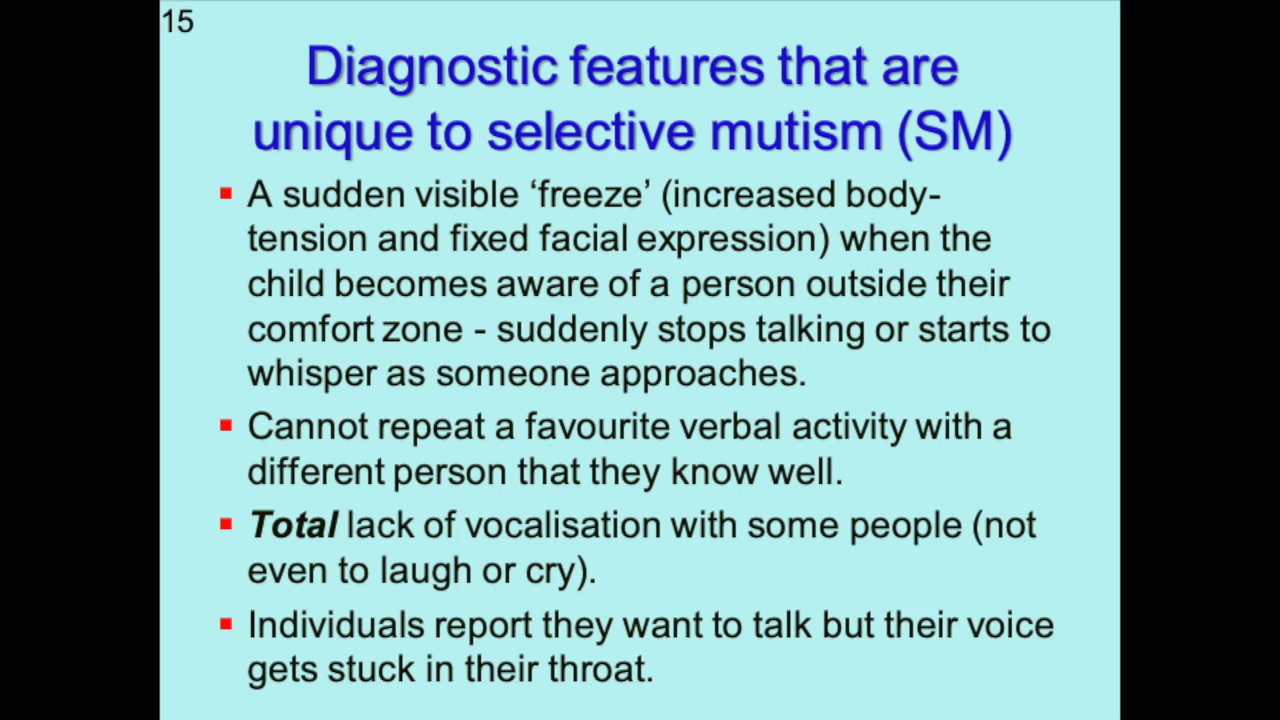 15
Diagnostic features that are
unique to selective mutism (SM)
▪ A sudden visible ‘freeze’ (increased body-
tension and fixed facial expression) when the
child becomes aware of a person outside their
comfort zone - suddenly stops talking or starts to
whisper as someone approaches.
▪ Cannot repeat a favourite verbal activity with a
different person that they know well.
▪ Total lack of vocalisation with some people (not
even to laugh or cry).
▪ Individuals report they want to talk but their voice
gets stuck in their throat.